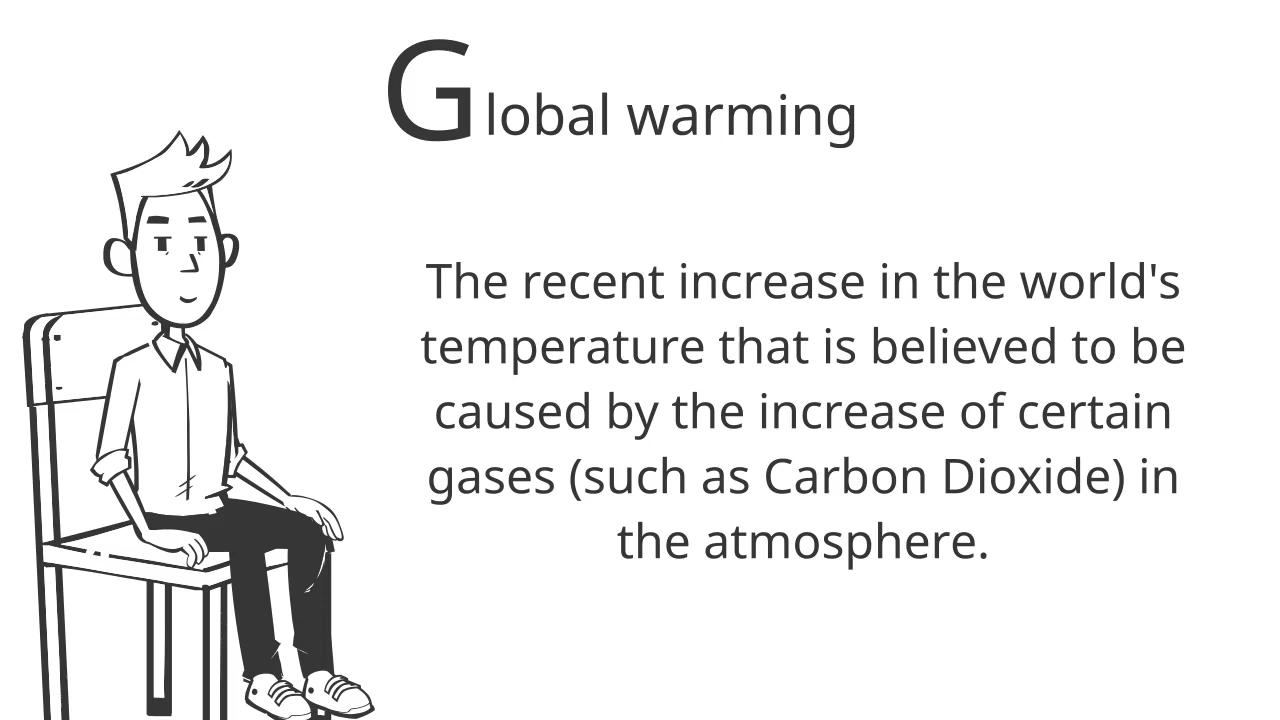 Global warming
The recent increase in the world's
temperature that is believed to be
caused by the increase of certain
gases (such as Carbon Dioxide) in
the atmosphere.